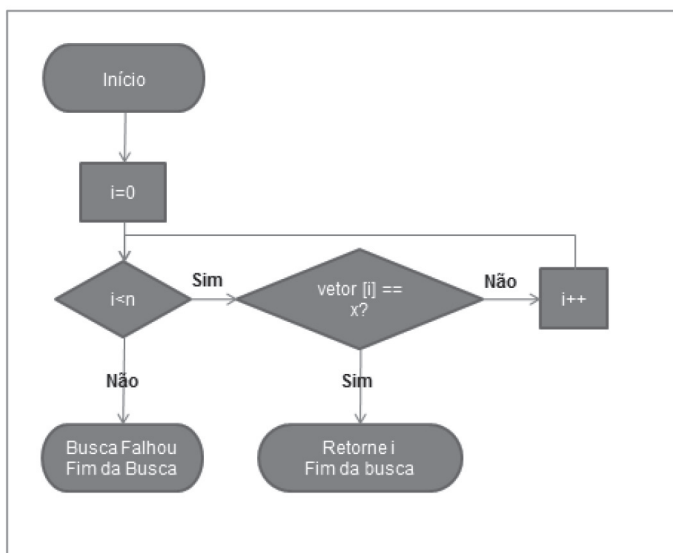 Início
i=0
i<n
Sim
vetor [i] ==
x?
Não
i++
Não
Sim
Busca Falhou
Fim da Busca
Retorne i
Fim da busca